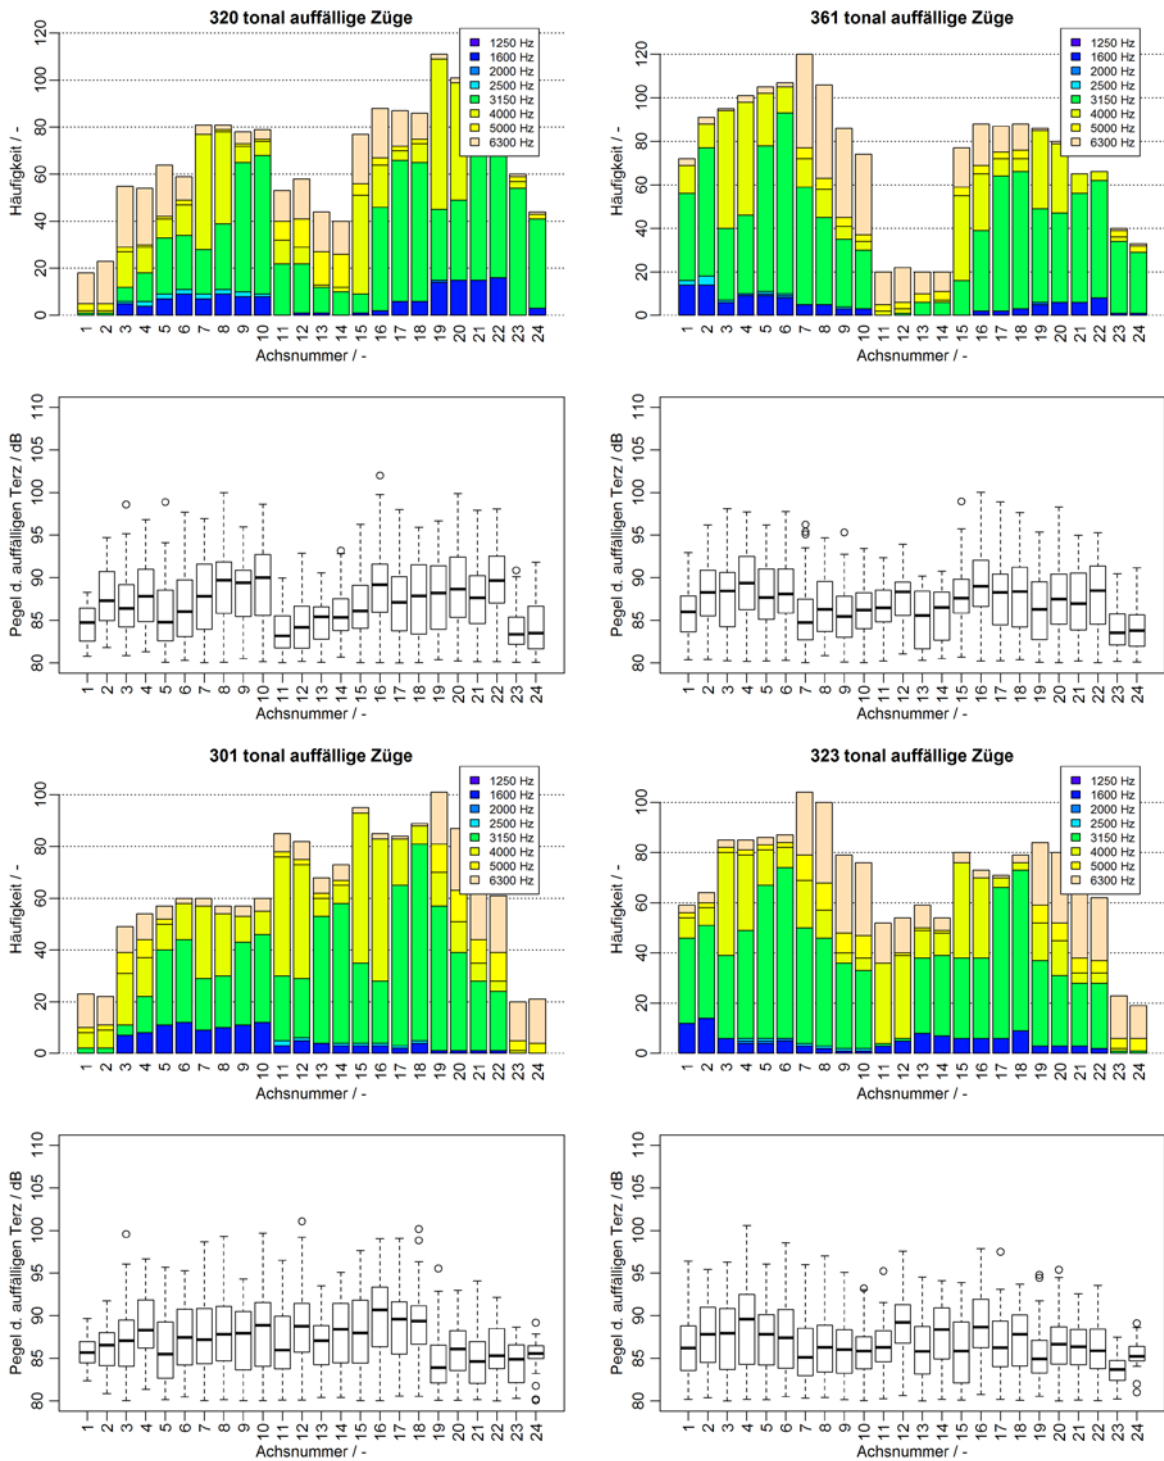 320 tonal auffällige Züge
Häufigkeit / -
0 20 40 60 80 100 120
1250 Hz
1600 Hz
2000 Hz
2500 Hz
3150 Hz
4000 Hz
5000 Hz
6300 Hz
1 2 3 4 5 6 7 8 9 10 11 12 13 14 15 16 17 18 19 20 21 22 23 24
Achsnummer / -
361 tonal auffällige Züge
Häufigkeit / -
0 20 40 60 80 100 120
1250 Hz
1600 Hz
2000 Hz
2500 Hz
3150 Hz
4000 Hz
5000 Hz
6300 Hz
1 2 3 4 5 6 7 8 9 10 11 12 13 14 15 16 17 18 19 20 21 22 23 24
Achsnummer / -
Pegel d. auffälligen Terz / dB
80 85 90 95 100 105 110
1 2 3 4 5 6 7 8 9 10 11 12 13 14 15 16 17 18 19 20 21 22 23 24
Achsnummer / -
Pegel d. auffälligen Terz / dB
80 85 90 95 100 105 110
1 2 3 4 5 6 7 8 9 10 11 12 13 14 15 16 17 18 19 20 21 22 23 24
Achsnummer / -
301 tonal auffällige Züge
Häufigkeit / -
0 20 40 60 80 100
1250 Hz
1600 Hz
2000 Hz
2500 Hz
3150 Hz
4000 Hz
5000 Hz
6300 Hz
1 2 3 4 5 6 7 8 9 10 11 12 13 14 15 16 17 18 19 20 21 22 23 24
Achsnummer / -
323 tonal auffällige Züge
Häufigkeit / -
0 20 40 60 80 100
1250 Hz
1600 Hz
2000 Hz
2500 Hz
3150 Hz
4000 Hz
5000 Hz
6300 Hz
1 2 3 4 5 6 7 8 9 10 11 12 13 14 15 16 17 18 19 20 21 22 23 24
Achsnummer / -
Pegel d. auffälligen Terz / dB
80 85 90 95 100 105 110
1 2 3 4 5 6 7 8 9 10 11 12 13 14 15 16 17 18 19 20 21 22 23 24
Achsnummer / -
Pegel d. auffälligen Terz / dB
80 85 90 95 100 105 110
1 2 3 4 5 6 7 8 9 10 11 12 13 14 15 16 17 18 19 20 21 22 23 24
Achsnummer / -